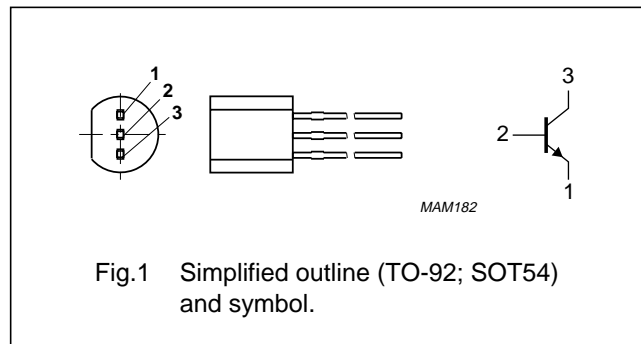 1
2
3
3
2
1
MAM182
Fig.1 Simplified outline (TO-92; SOT54)
and symbol.